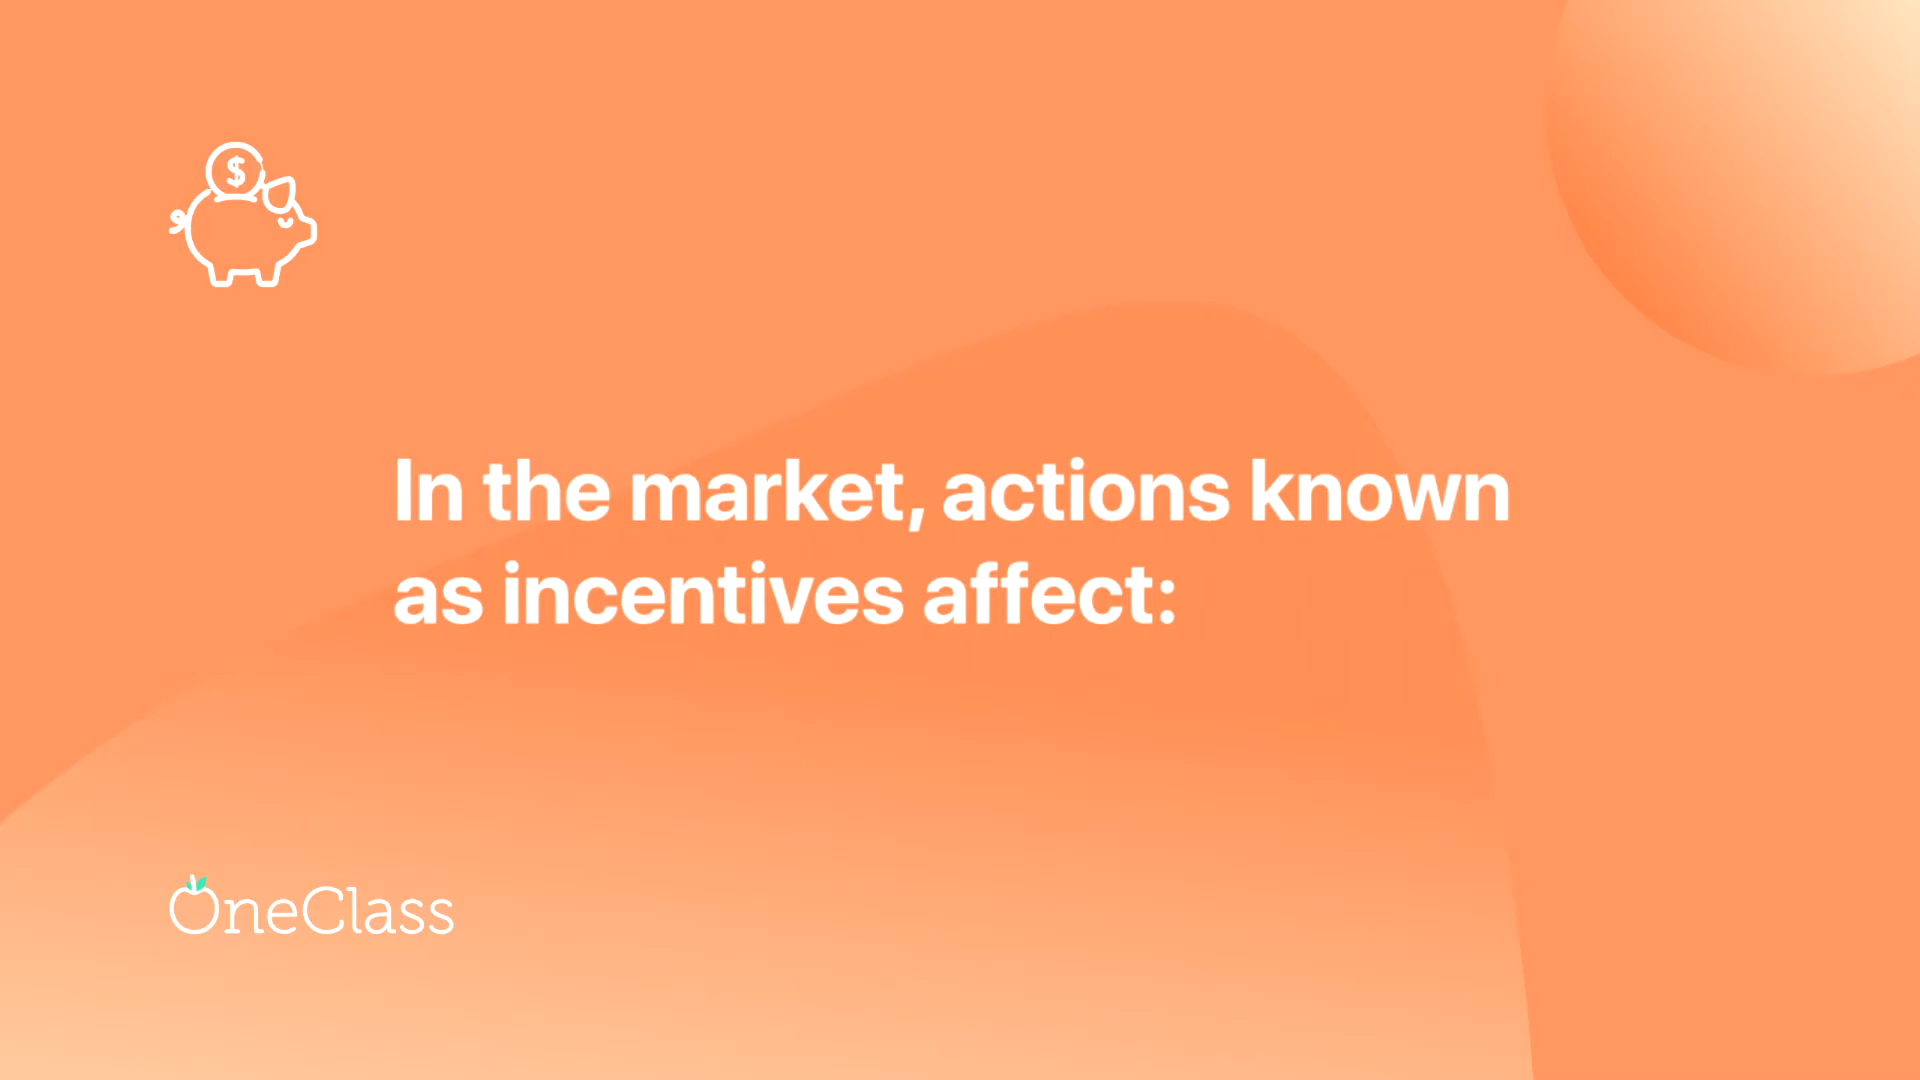 $
In the market, actions known
as incentives affect:
OneClass